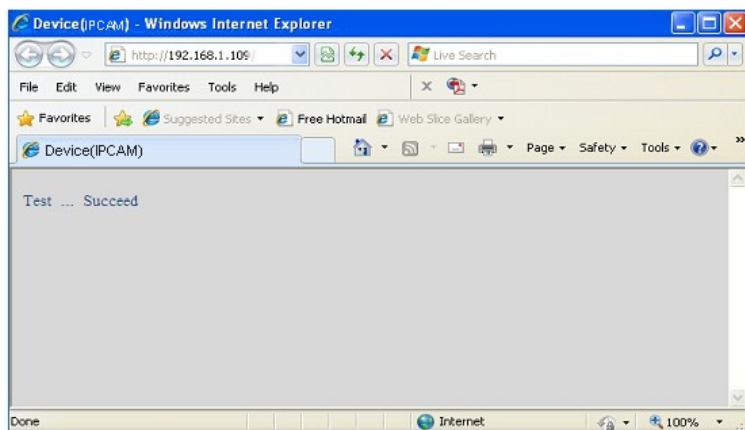 Device(IPCAM) - Windows Internet Explorer
http://192.168.1.109/
Live Search
File Edit View Favorites Tools Help
Favorites Suggested Sites Free Hotmail Web Slice Gallery
Device(IPCAM) Page Safety Tools »
Test ... Succeed
Done Internet 100%